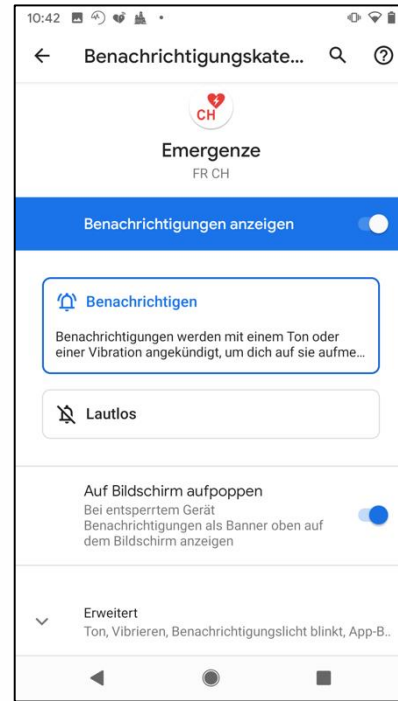 10:42
Benachrichtigungskate...
CH
Emergenze
FR CH
Benachrichtigungen anzeigen
Benachrichtigen
Benachrichtigungen werden mit einem Ton oder
einer Vibration angekündigt, um dich auf sie aufme...
Lautlos
Auf Bildschirm aufpoppen
Bei entsperrtem Gerät
Benachrichtigungen als Banner oben auf
dem Bildschirm anzeigen
Erweitert
Ton, Vibrieren, Benachrichtigungslicht blinkt, App-B..